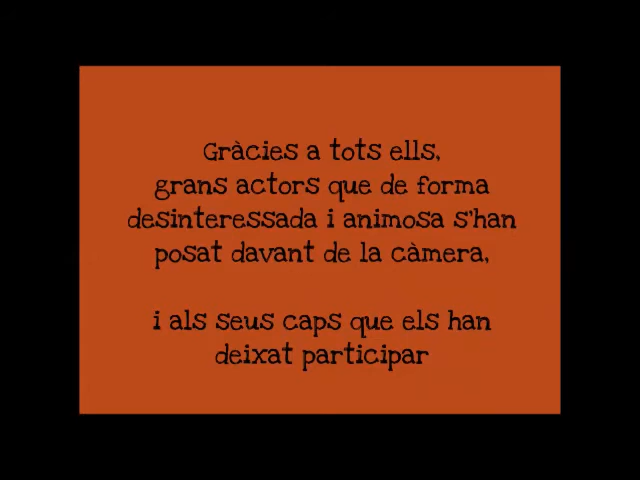 Gràcies a tots ells,
grans actors que de forma
desinteressada i animosa s'han
posat davant de la càmera,
i als seus caps que els han
deixat participar